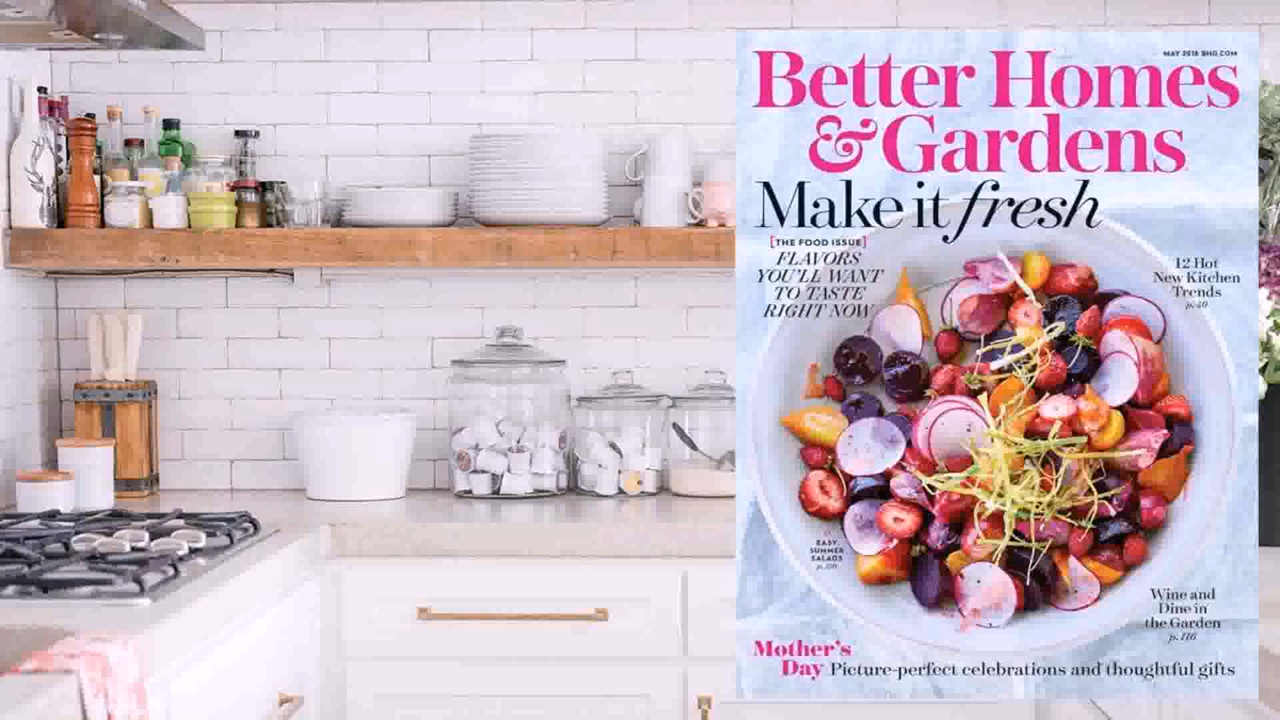 MAY 2018 BHG.COM
Better Homes
& Gardens
Make it fresh
[THE FOOD ISSUE]
FLAVORS
YOU'LL WANT
TO TASTE
RIGHT NOW
12 Hot
New Kitchen
Trends
p.40
EASY
SUMMER
SALADS
Wine and
Dine in
the Garden
p.116
Mother's
Day Picture-perfect celebrations and thoughtful gifts